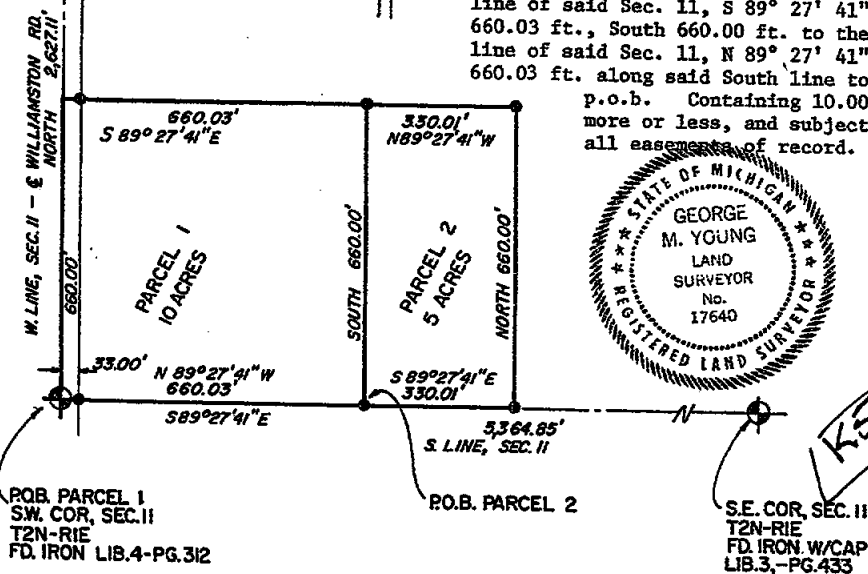 line of said Sec. 11, S 89° 27' 41"
660.03 ft., South 660.00 ft. to the
line of said Sec. 11, N 89° 27' 41"
660.03 ft. along said South line to
p.o.b. Containing 10.00
more or less, and subject
all easements of record.
W. LINE, SEC. 11 - ℄ WILLIAMSTON RD.
NORTH 2,627.11'
660.03'
S 89° 27' 41" E
330.01'
N 89° 27' 41" W
660.00'
PARCEL 1
10 ACRES
SOUTH 660.00'
PARCEL 2
5 ACRES
NORTH 660.00'
STATE OF MICHIGAN
GEORGE
M. YOUNG
LAND
SURVEYOR
No.
17640
REGISTERED LAND SURVEYOR
33.00'
N 89° 27' 41" W
660.03'
S 89° 27' 41" E
S 89° 27' 41" E
330.01'
5,364.85'
S. LINE, SEC. 11
P.O.B. PARCEL 1
S.W. COR, SEC. 11
T2N-R1E
FD. IRON LIB.4-PG.312
P.O.B. PARCEL 2
S.E. COR, SEC. 11
T2N-R1E
FD. IRON W/CAP
LIB.3,-PG.433